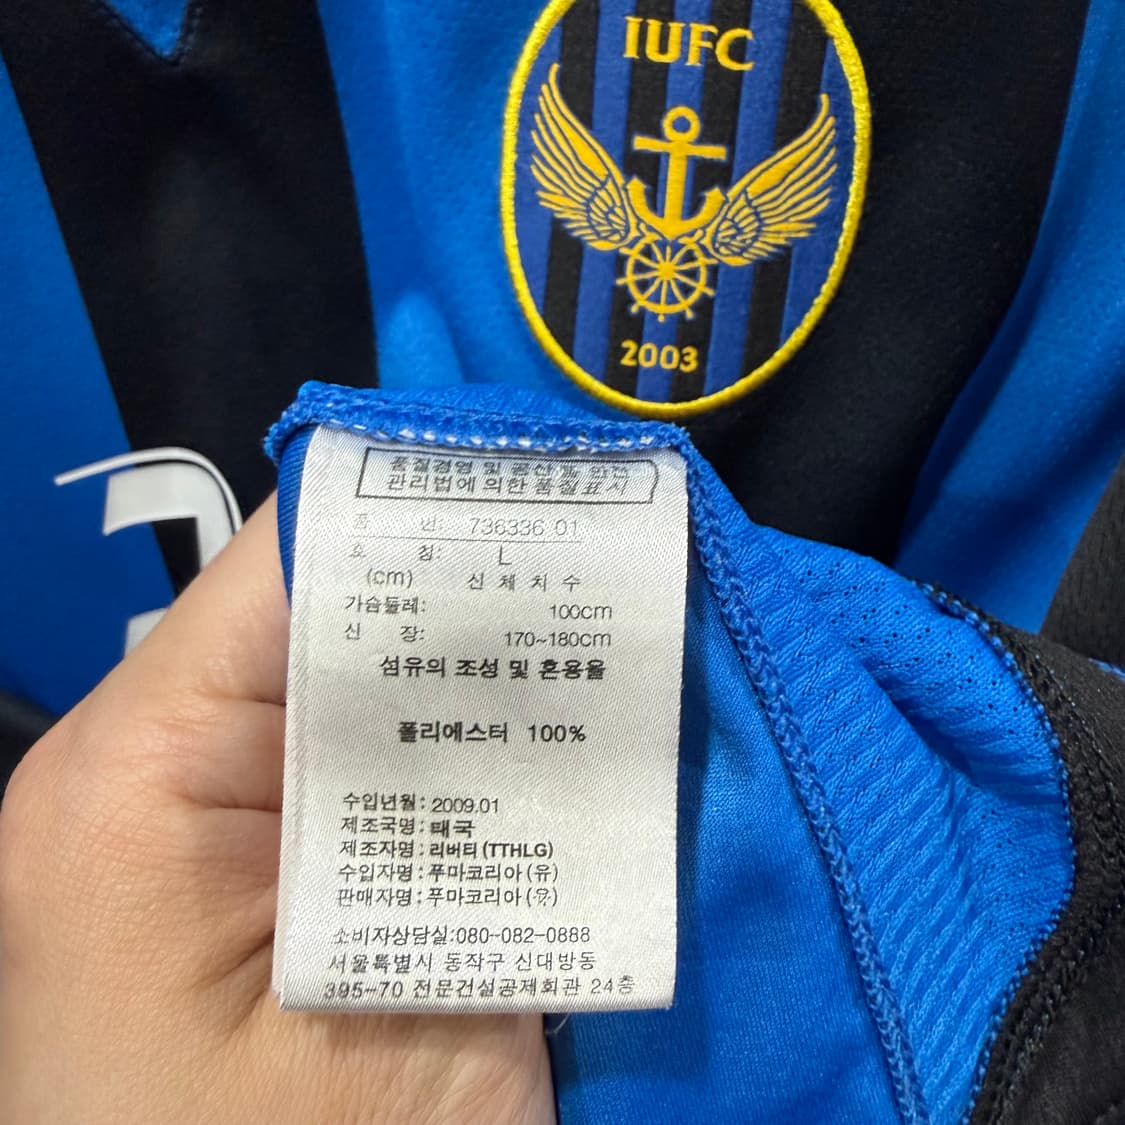 IUFC
2003
품질경영 및 공산품 안전
관리법에 의한 품질표시
품 번: 736336 01
호 칭: L
(cm) 신 체 치 수
가슴둘레: 100cm
신 장: 170~180cm
섬유의 조성 및 혼용율
폴리에스터 100%
수입년월: 2009.01
제조국명: 태국
제조자명: 리버티 (TTHLG)
수입자명: 푸마코리아 (유)
판매자명: 푸마코리아 (유)
소비자상담실:080-082-0888
서울특별시 동작구 신대방동
395-70 전문건설공제회관 24층